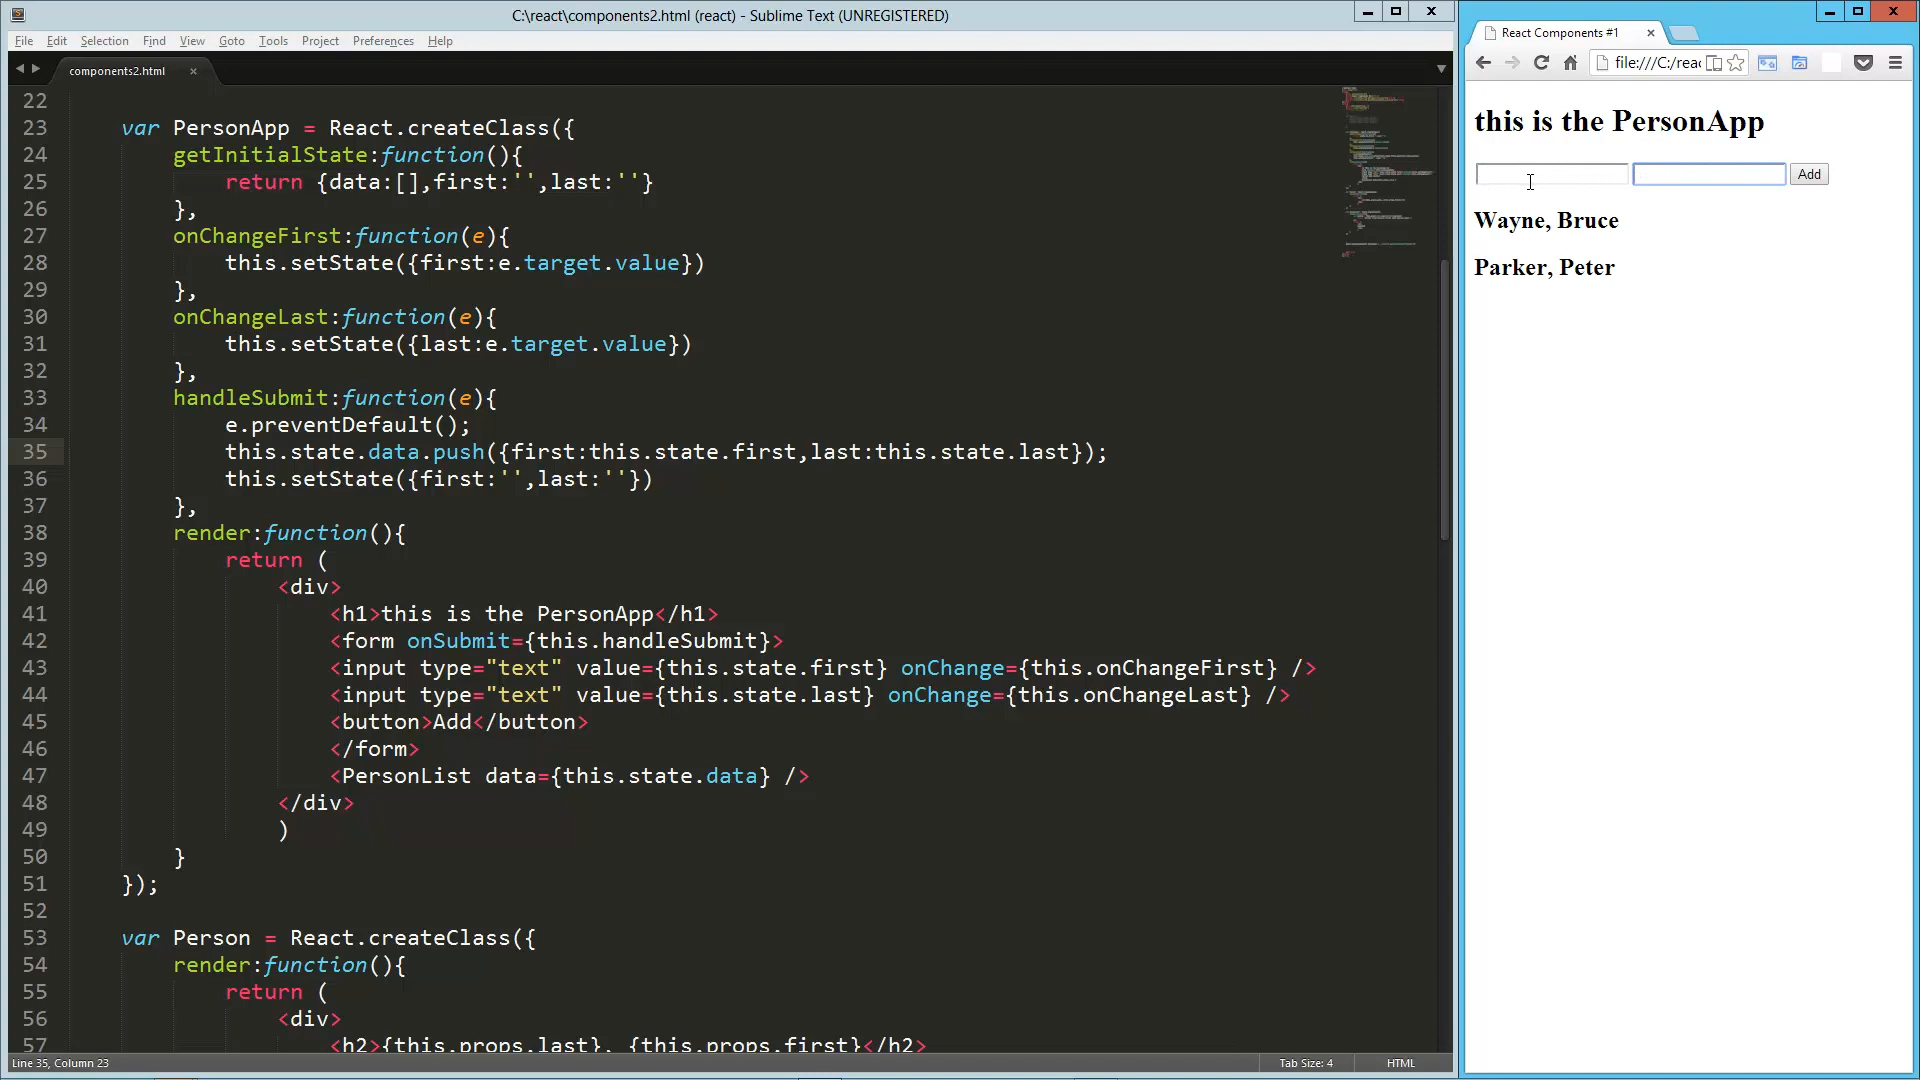 C:\react\components2.html (react) - Sublime Text (UNREGISTERED)
File Edit Selection Find View Goto Tools Project Preferences Help
components2.html
22
23 var PersonApp = React.createClass({
24 getInitialState:function(){
25 return {data:[],first:'',last:''}
26 },
27 onChangeFirst:function(e){
28 this.setState({first:e.target.value})
29 },
30 onChangeLast:function(e){
31 this.setState({last:e.target.value})
32 },
33 handleSubmit:function(e){
34 e.preventDefault();
35 this.state.data.push({first:this.state.first,last:this.state.last});
36 this.setState({first:'',last:''})
37 },
38 render:function(){
39 return (
40 <div>
41 <h1>this is the PersonApp</h1>
42 <form onSubmit={this.handleSubmit}>
43 <input type="text" value={this.state.first} onChange={this.onChangeFirst} />
44 <input type="text" value={this.state.last} onChange={this.onChangeLast} />
45 <button>Add</button>
46 </form>
47 <PersonList data={this.state.data} />
48 </div>
49 )
50 }
51 });
52
53 var Person = React.createClass({
54 render:function(){
55 return (
56 <div>
57 <h2>{this.props.last}, {this.props.first}</h2>
Line 35, Column 23
Tab Size: 4
HTML
React Components #1
file:///C:/reac
this is the PersonApp
Add
Wayne, Bruce
Parker, Peter